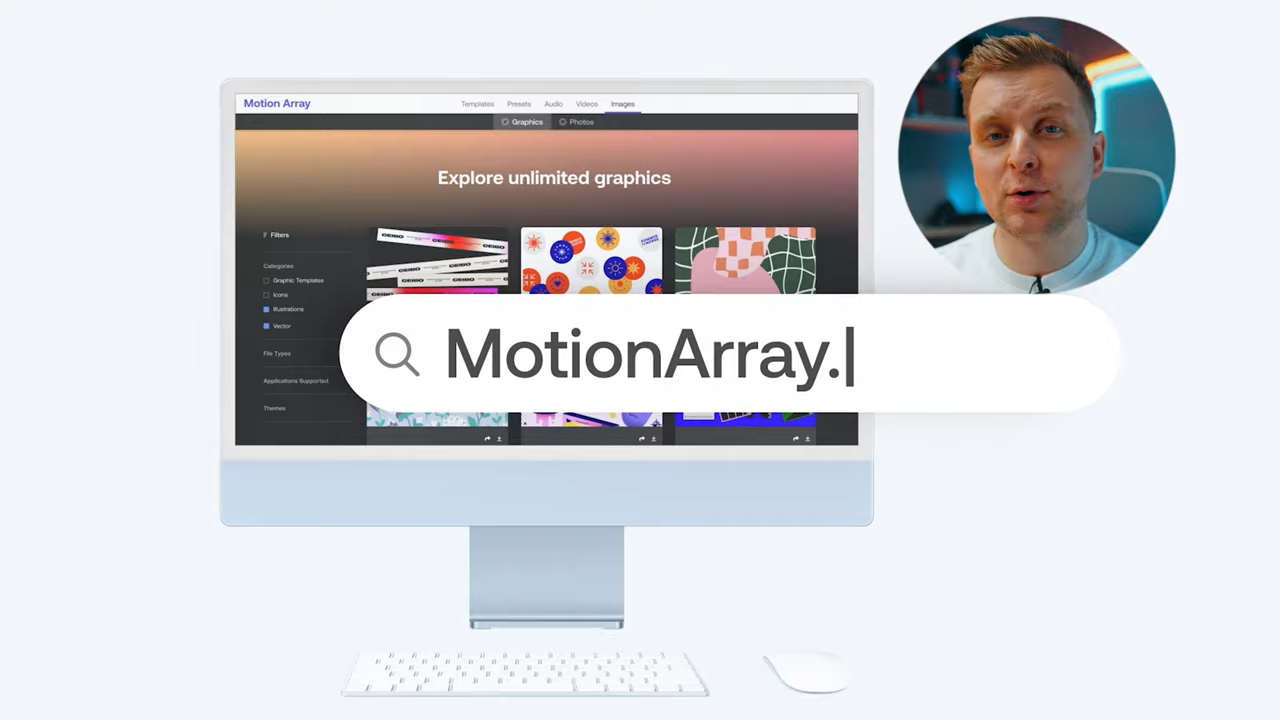 Motion Array
Templates Presets Audio Videos Images
Graphics Photos
Explore unlimited graphics
Filters
Categories
Graphic Templates
Icons
Illustrations
Vector
File Types
Applications Supported
Themes
MotionArray.